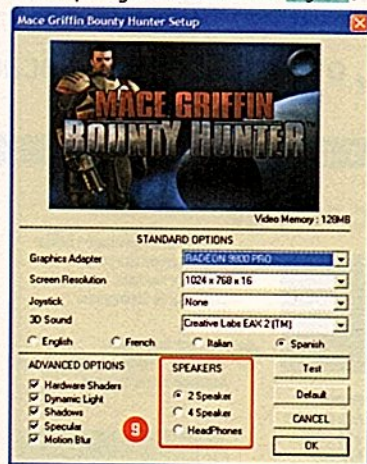 Mace Griffin Bounty Hunter Setup
MACE GRIFFIN
BOUNTY HUNTER
Video Memory : 128MB
STANDARD OPTIONS
Graphics Adapter
RADEON 9800 PRO
Screen Resolution
1024 x 768 x 16
Joystick
None
3D Sound
Creative Labs EAX 2 (TM)
English French Italian Spanish
ADVANCED OPTIONS
Hardware Shaders
Dynamic Light
Shadows
Specular
Motion Blur
9
SPEAKERS
2 Speaker
4 Speaker
HeadPhones
Test
Default
CANCEL
OK